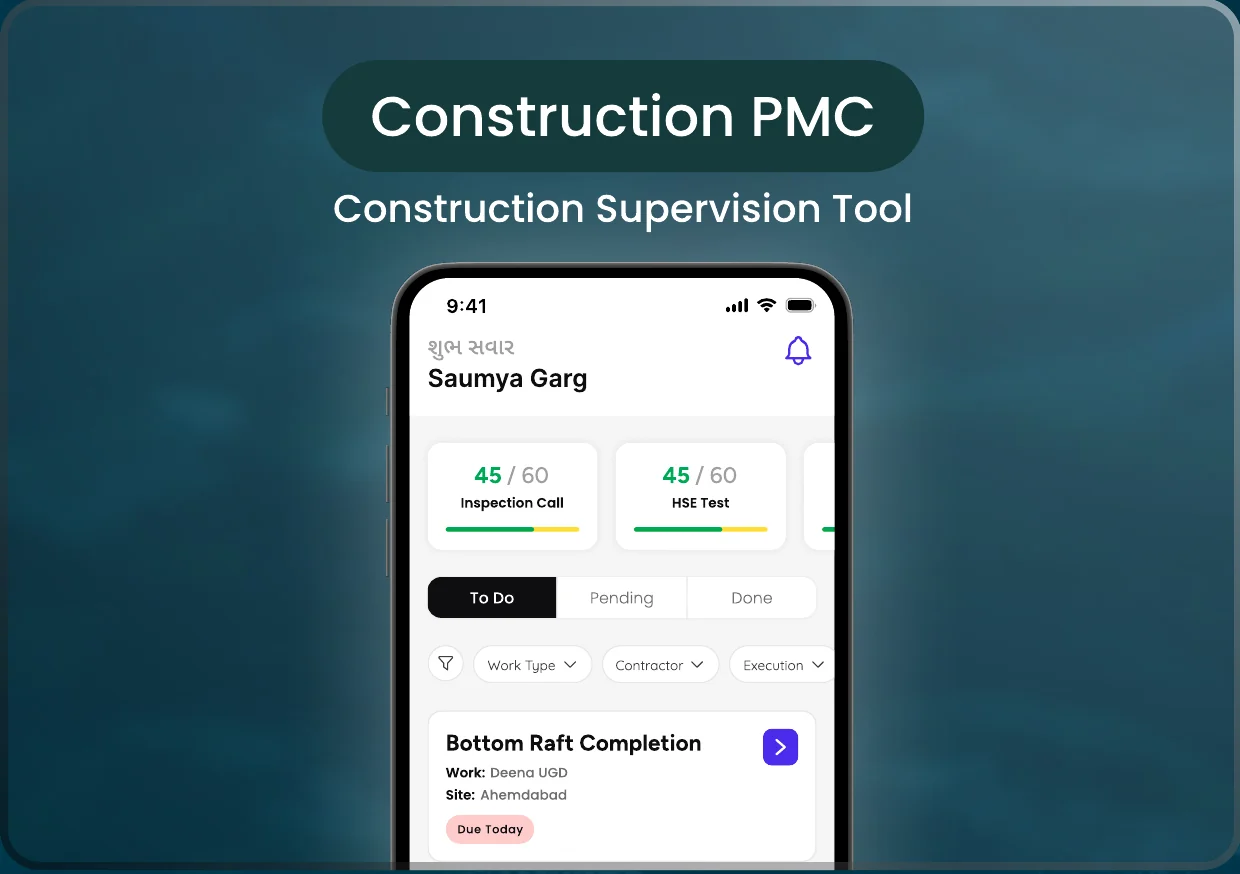 Construction PMC
Construction Supervision Tool
9:41
શુભ સવાર
Saumya Garg
45 / 60
Inspection Call
45 / 60
HSE Test
To Do
Pending
Done
Work Type
Contractor
Execution
Bottom Raft Completion
Work: Deena UGD
Site: Ahemdabad
Due Today